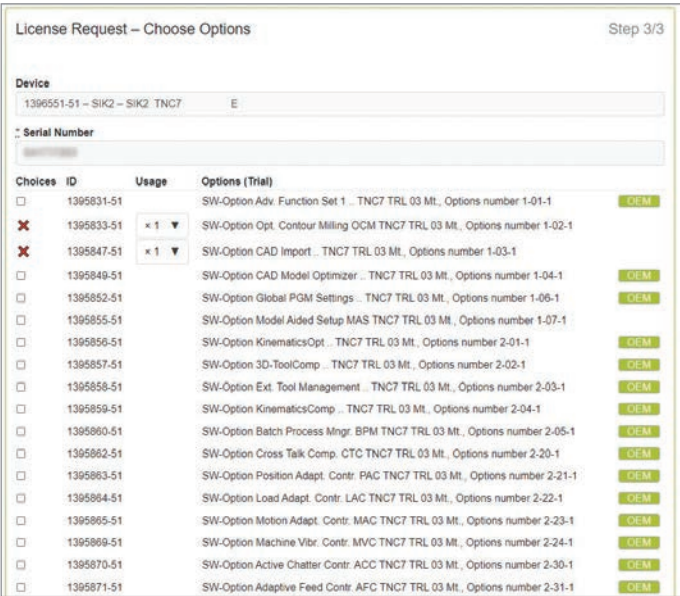 License Request – Choose Options Step 3/3
Device
1396551-51 – SIK2 – SIK2 TNC7 E
* Serial Number
Choices ID Usage Options (Trial)
1395831-51 SW-Option Adv. Function Set 1 .. TNC7 TRL 03 Mt., Options number 1-01-1 OEM
1395833-51 × 1 ▼ SW-Option Opt. Contour Milling OCM TNC7 TRL 03 Mt., Options number 1-02-1
1395847-51 × 1 ▼ SW-Option CAD Import .. TNC7 TRL 03 Mt., Options number 1-03-1
1395849-51 SW-Option CAD Model Optimizer .. TNC7 TRL 03 Mt., Options number 1-04-1 OEM
1395852-51 SW-Option Global PGM Settings .. TNC7 TRL 03 Mt., Options number 1-06-1 OEM
1395855-51 SW-Option Model Aided Setup MAS TNC7 TRL 03 Mt., Options number 1-07-1
1395856-51 SW-Option KinematicsOpt .. TNC7 TRL 03 Mt., Options number 2-01-1 OEM
1395857-51 SW-Option 3D-ToolComp .. TNC7 TRL 03 Mt., Options number 2-02-1 OEM
1395858-51 SW-Option Ext. Tool Management .. TNC7 TRL 03 Mt., Options number 2-03-1 OEM
1395859-51 SW-Option KinematicsComp .. TNC7 TRL 03 Mt., Options number 2-04-1 OEM
1395860-51 SW-Option Batch Process Mngr. BPM TNC7 TRL 03 Mt., Options number 2-05-1 OEM
1395862-51 SW-Option Cross Talk Comp. CTC TNC7 TRL 03 Mt., Options number 2-20-1 OEM
1395863-51 SW-Option Position Adapt. Contr. PAC TNC7 TRL 03 Mt., Options number 2-21-1 OEM
1395864-51 SW-Option Load Adapt. Contr. LAC TNC7 TRL 03 Mt., Options number 2-22-1 OEM
1395865-51 SW-Option Motion Adapt. Contr. MAC TNC7 TRL 03 Mt., Options number 2-23-1 OEM
1395869-51 SW-Option Machine Vibr. Contr. MVC TNC7 TRL 03 Mt., Options number 2-24-1 OEM
1395870-51 SW-Option Active Chatter Contr. ACC TNC7 TRL 03 Mt., Options number 2-30-1 OEM
1395871-51 SW-Option Adaptive Feed Contr. AFC TNC7 TRL 03 Mt., Options number 2-31-1 OEM